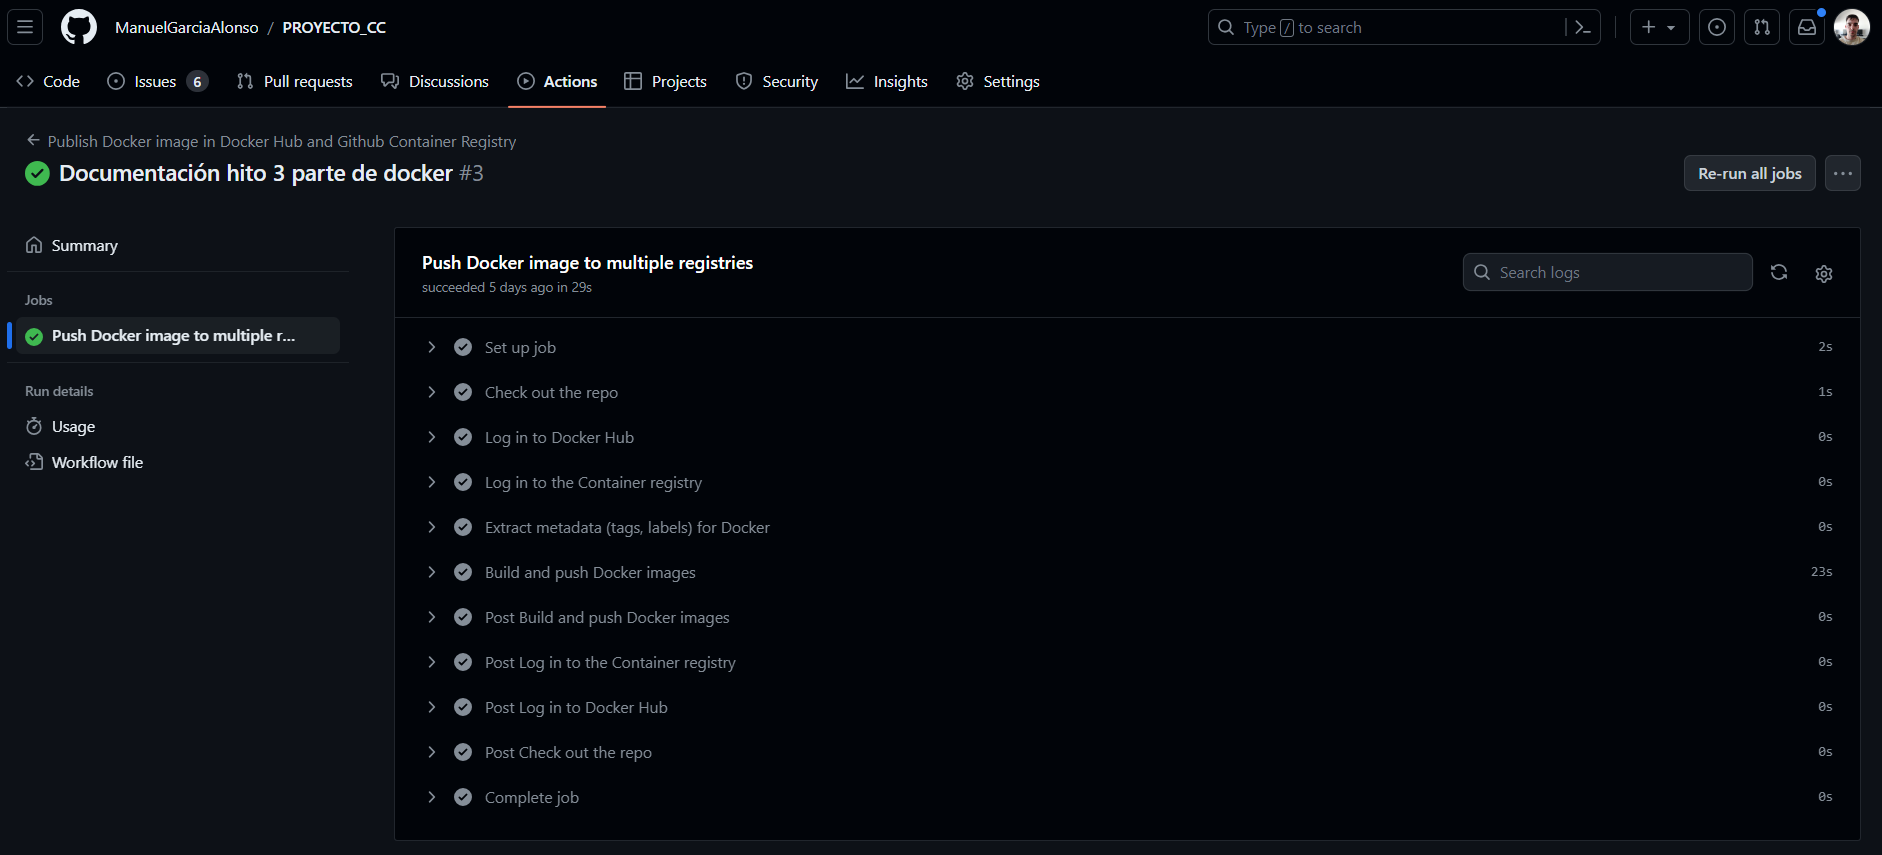 ManuelGarciaAlonso / PROYECTO_CC
Type / to search
Code
Issues 6
Pull requests
Discussions
Actions
Projects
Security
Insights
Settings
Publish Docker image in Docker Hub and Github Container Registry
Documentación hito 3 parte de docker #3
Re-run all jobs
Summary
Jobs
Push Docker image to multiple r...
Run details
Usage
Workflow file
Push Docker image to multiple registries
succeeded 5 days ago in 29s
Search logs
Set up job 2s
Check out the repo 1s
Log in to Docker Hub 0s
Log in to the Container registry 0s
Extract metadata (tags, labels) for Docker 0s
Build and push Docker images 23s
Post Build and push Docker images 0s
Post Log in to the Container registry 0s
Post Log in to Docker Hub 0s
Post Check out the repo 0s
Complete job 0s